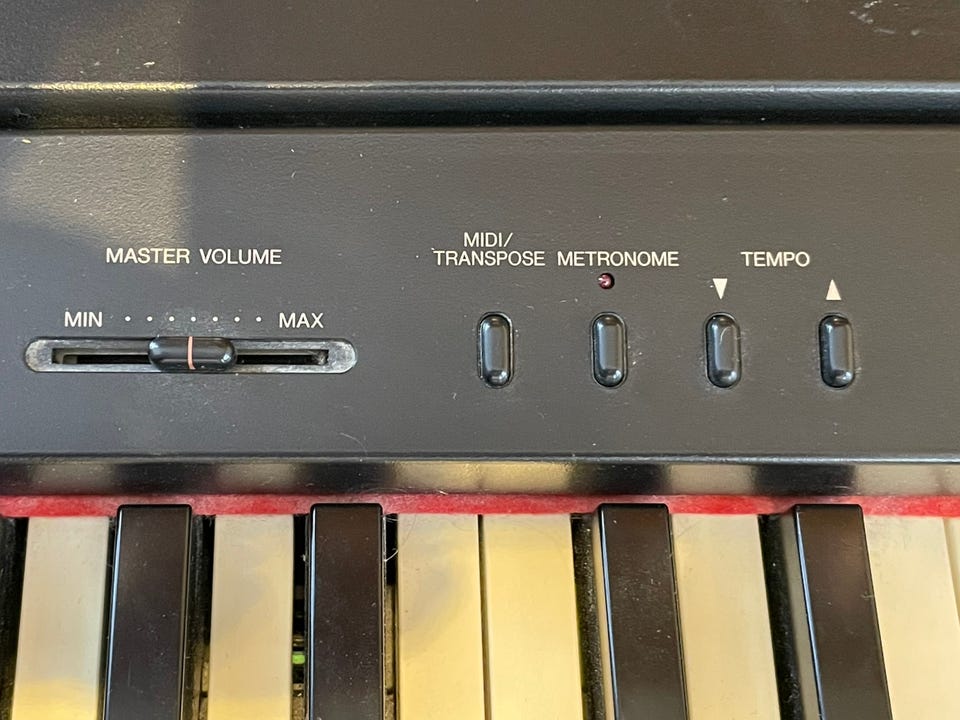 MASTER VOLUME
MIN MAX
MIDI/
TRANSPOSE
METRONOME
TEMPO